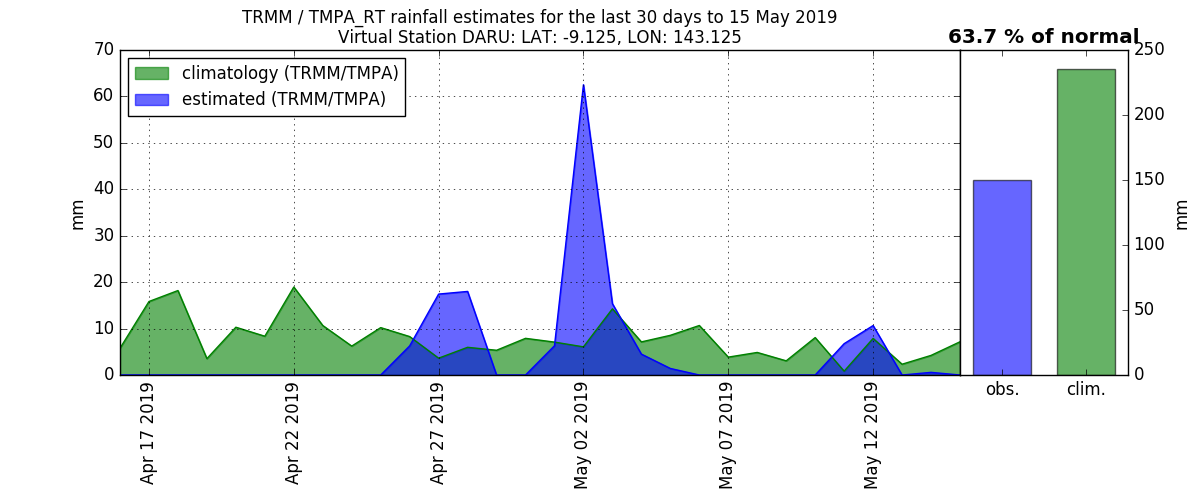 TRMM / TMPA_RT rainfall estimates for the last 30 days to 15 May 2019
Virtual Station DARU: LAT: -9.125, LON: 143.125
63.7 % of normal
climatology (TRMM/TMPA)
estimated (TRMM/TMPA)
70
60
50
40
30
20
10
0
mm
Apr 17 2019
Apr 22 2019
Apr 27 2019
May 02 2019
May 07 2019
May 12 2019
250
200
150
100
50
0
mm
obs.
clim.